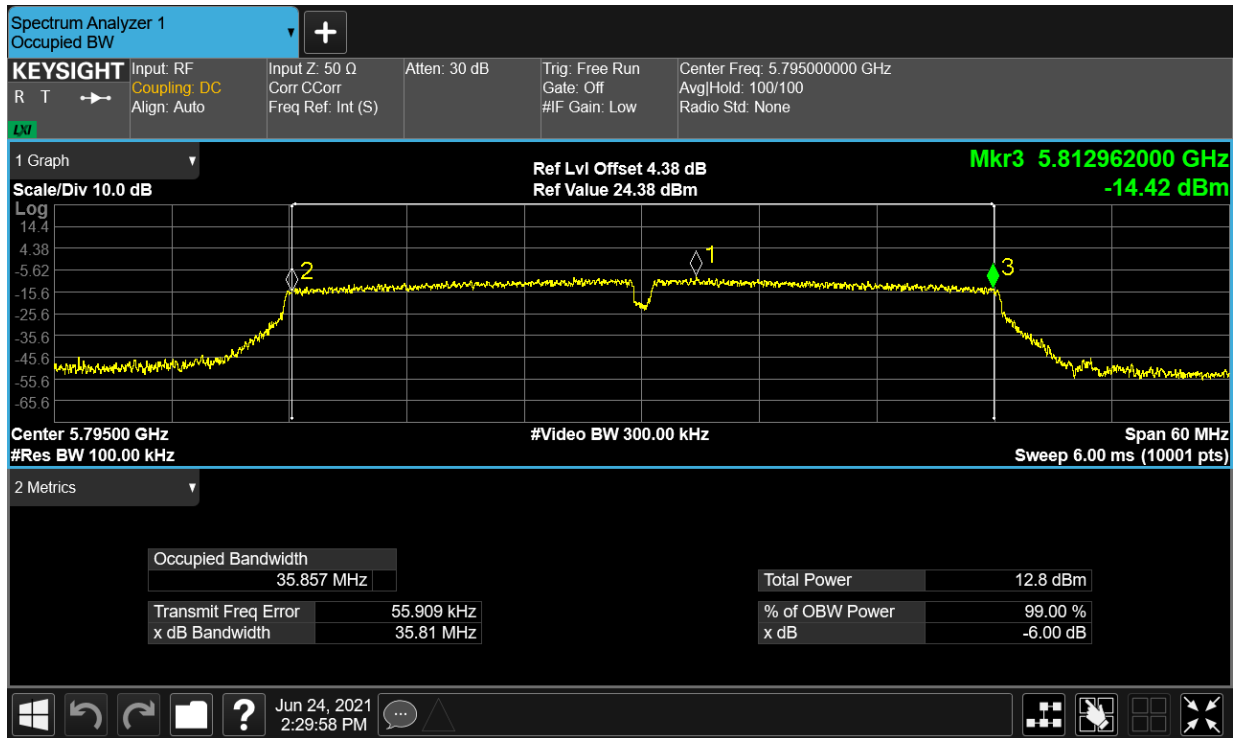 Spectrum Analyzer 1
Occupied BW
KEYSIGHT
R T
LXI
Input: RF
Coupling: DC
Align: Auto
Input Z: 50 Ω
Corr CCorr
Freq Ref: Int (S)
Atten: 30 dB
Trig: Free Run
Gate: Off
#IF Gain: Low
Center Freq: 5.795000000 GHz
Avg|Hold: 100/100
Radio Std: None
1 Graph
Scale/Div 10.0 dB
Ref Lvl Offset 4.38 dB
Ref Value 24.38 dBm
Mkr3 5.812962000 GHz
-14.42 dBm
Log
14.4
4.38
-5.62
-15.6
-25.6
-35.6
-45.6
-55.6
-65.6
2
1
3
Center 5.79500 GHz
#Video BW 300.00 kHz
Span 60 MHz
#Res BW 100.00 kHz
Sweep 6.00 ms (10001 pts)
2 Metrics
Occupied Bandwidth
35.857 MHz
Transmit Freq Error 55.909 kHz
x dB Bandwidth 35.81 MHz
Total Power 12.8 dBm
% of OBW Power 99.00 %
x dB -6.00 dB
?
Jun 24, 2021
2:29:58 PM